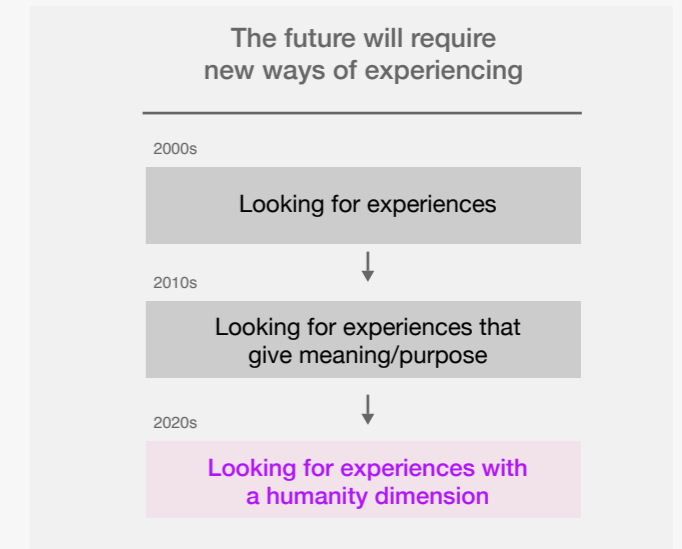 The future will require
new ways of experiencing
2000s
Looking for experiences
2010s
Looking for experiences that
give meaning/purpose
2020s
Looking for experiences with
a humanity dimension